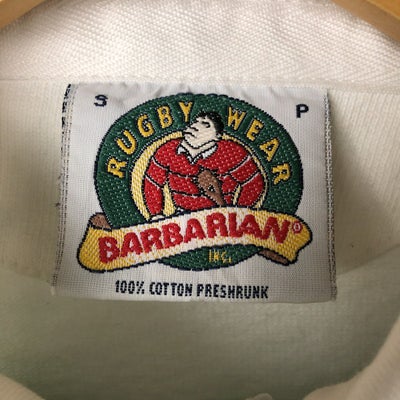 S P
RUGBY WEAR
BARBARIAN®
INC.
100% COTTON PRESHRUNK